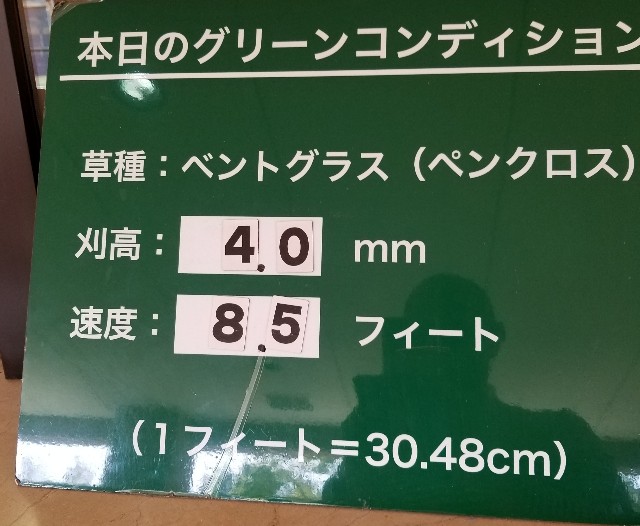 本日のグリーンコンディション
草種：ベントグラス（ペンクロス）
刈高： 4.0 mm
速度： 8.5 フィート
（1フィート＝30.48cm）